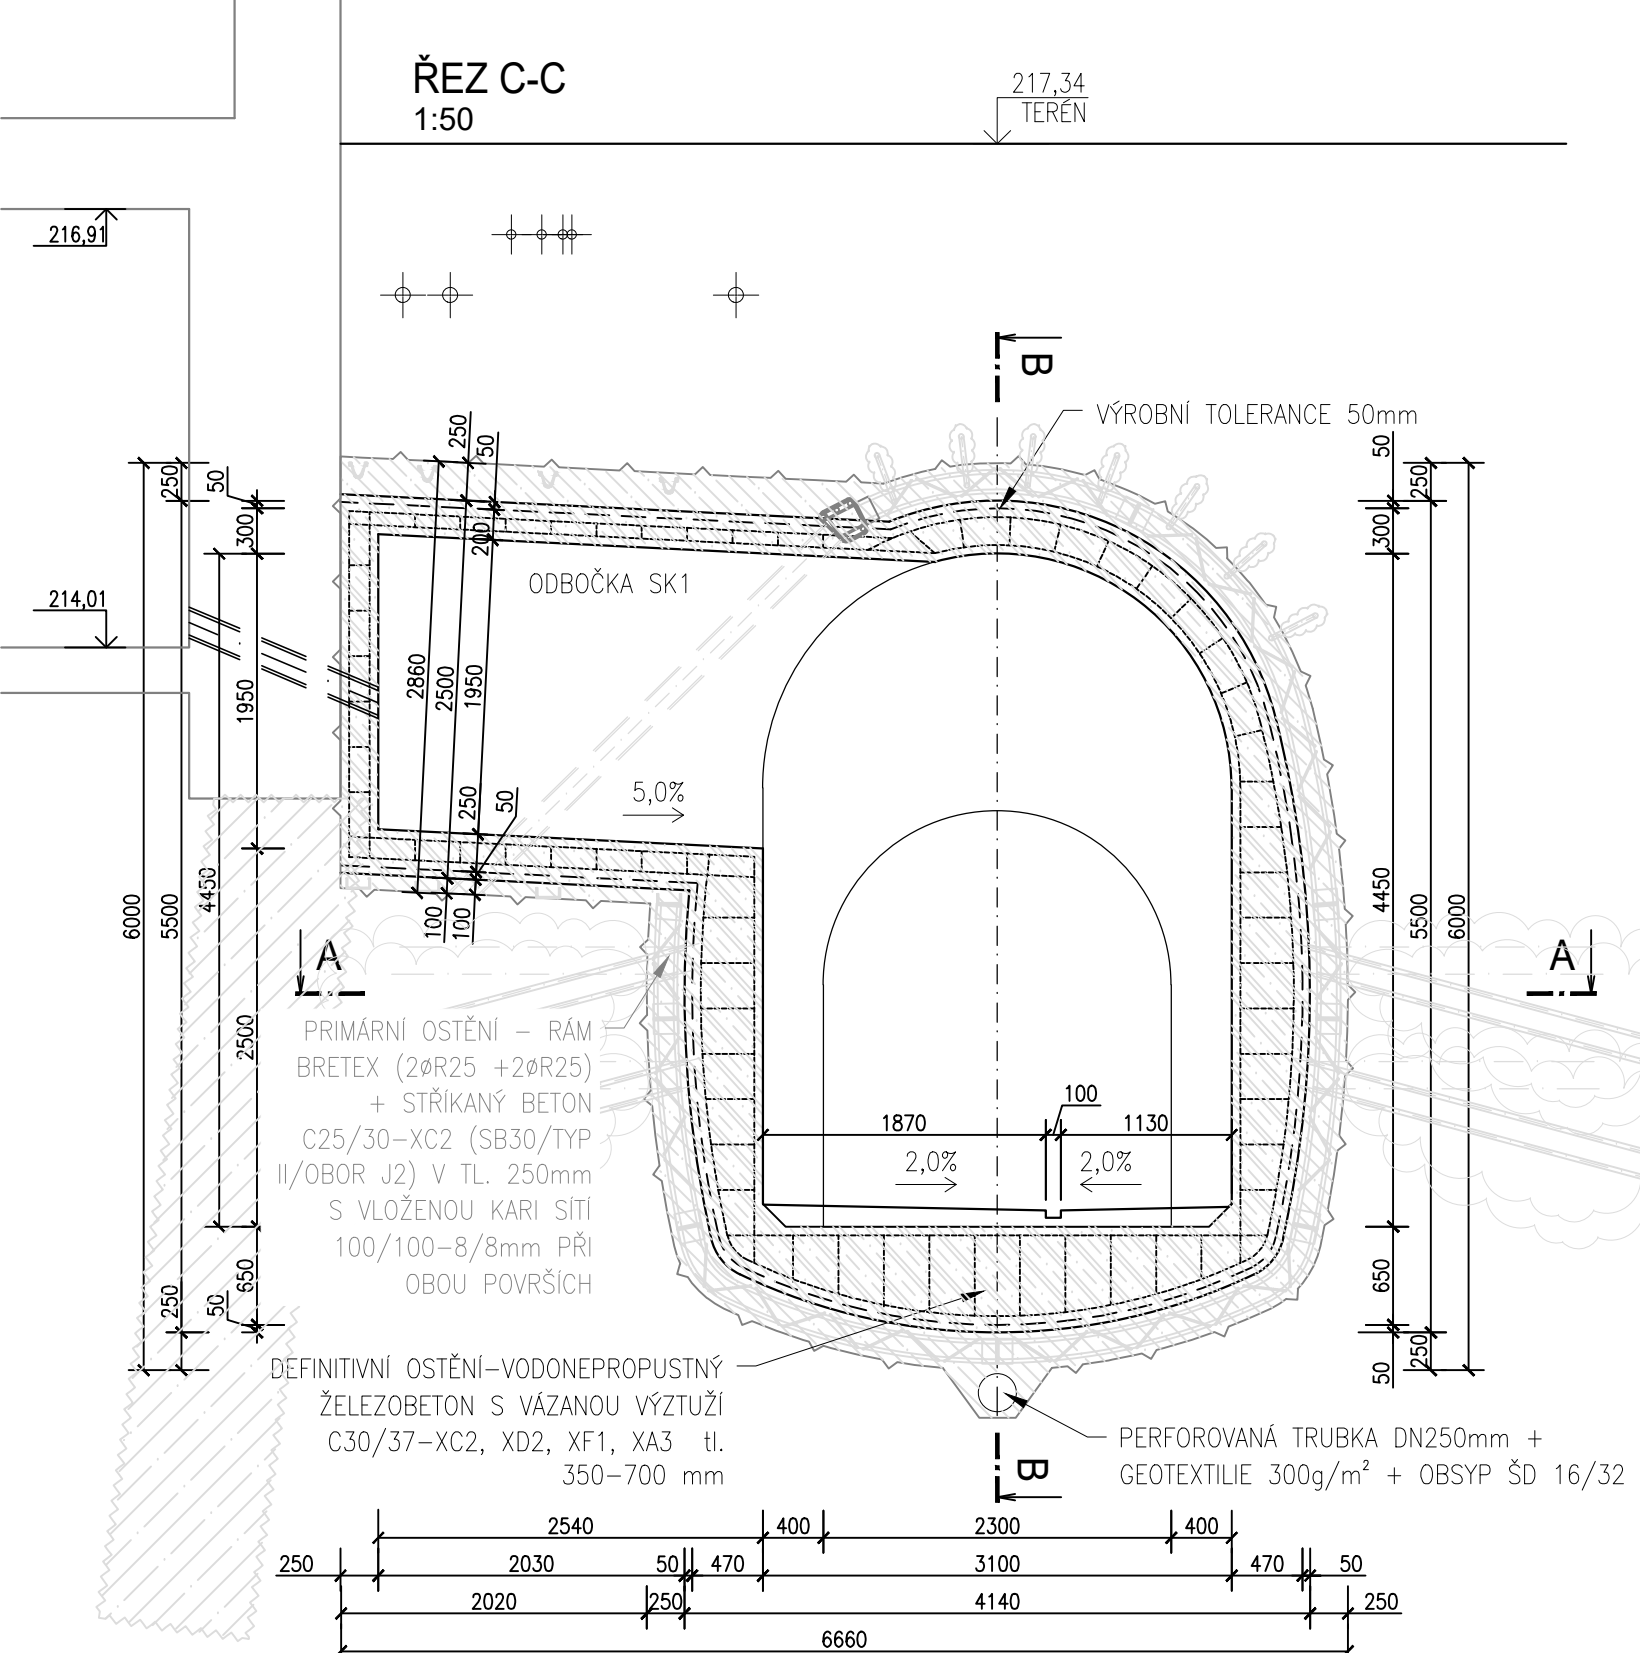 ŘEZ C-C
1:50
217,34
TERÉN
216,91
B
VÝROBNÍ TOLERANCE 50mm
250
50
250
50
300
200
ODBOČKA SK1
214,01
2860
2500
1950
1950
250
50
5,0%
100
100
6000
5500
4450
2500
650
250
50
50
250
300
4450
5500
6000
650
250
50
A
A
PRIMÁRNÍ OSTĚNÍ – RÁM
BRETEX (2øR25 +2øR25)
+ STŘÍKANÝ BETON
C25/30–XC2 (SB30/TYP
II/OBOR J2) V TL. 250mm
S VLOŽENOU KARI SÍTÍ
100/100–8/8mm PŘI
OBOU POVRŠÍCH
100
1870
1130
2,0%
2,0%
DEFINITIVNÍ OSTĚNÍ–VODONEPROPUSTNÝ
ŽELEZOBETON S VÁZANOU VÝZTUŽÍ
C30/37–XC2, XD2, XF1, XA3 tl.
350–700 mm
PERFOROVANÁ TRUBKA DN250mm +
GEOTEXTILIE 300g/m² + OBSYP ŠD 16/32
B
2540
400
2300
400
250
2030
50
470
3100
470
50
2020
250
4140
250
6660